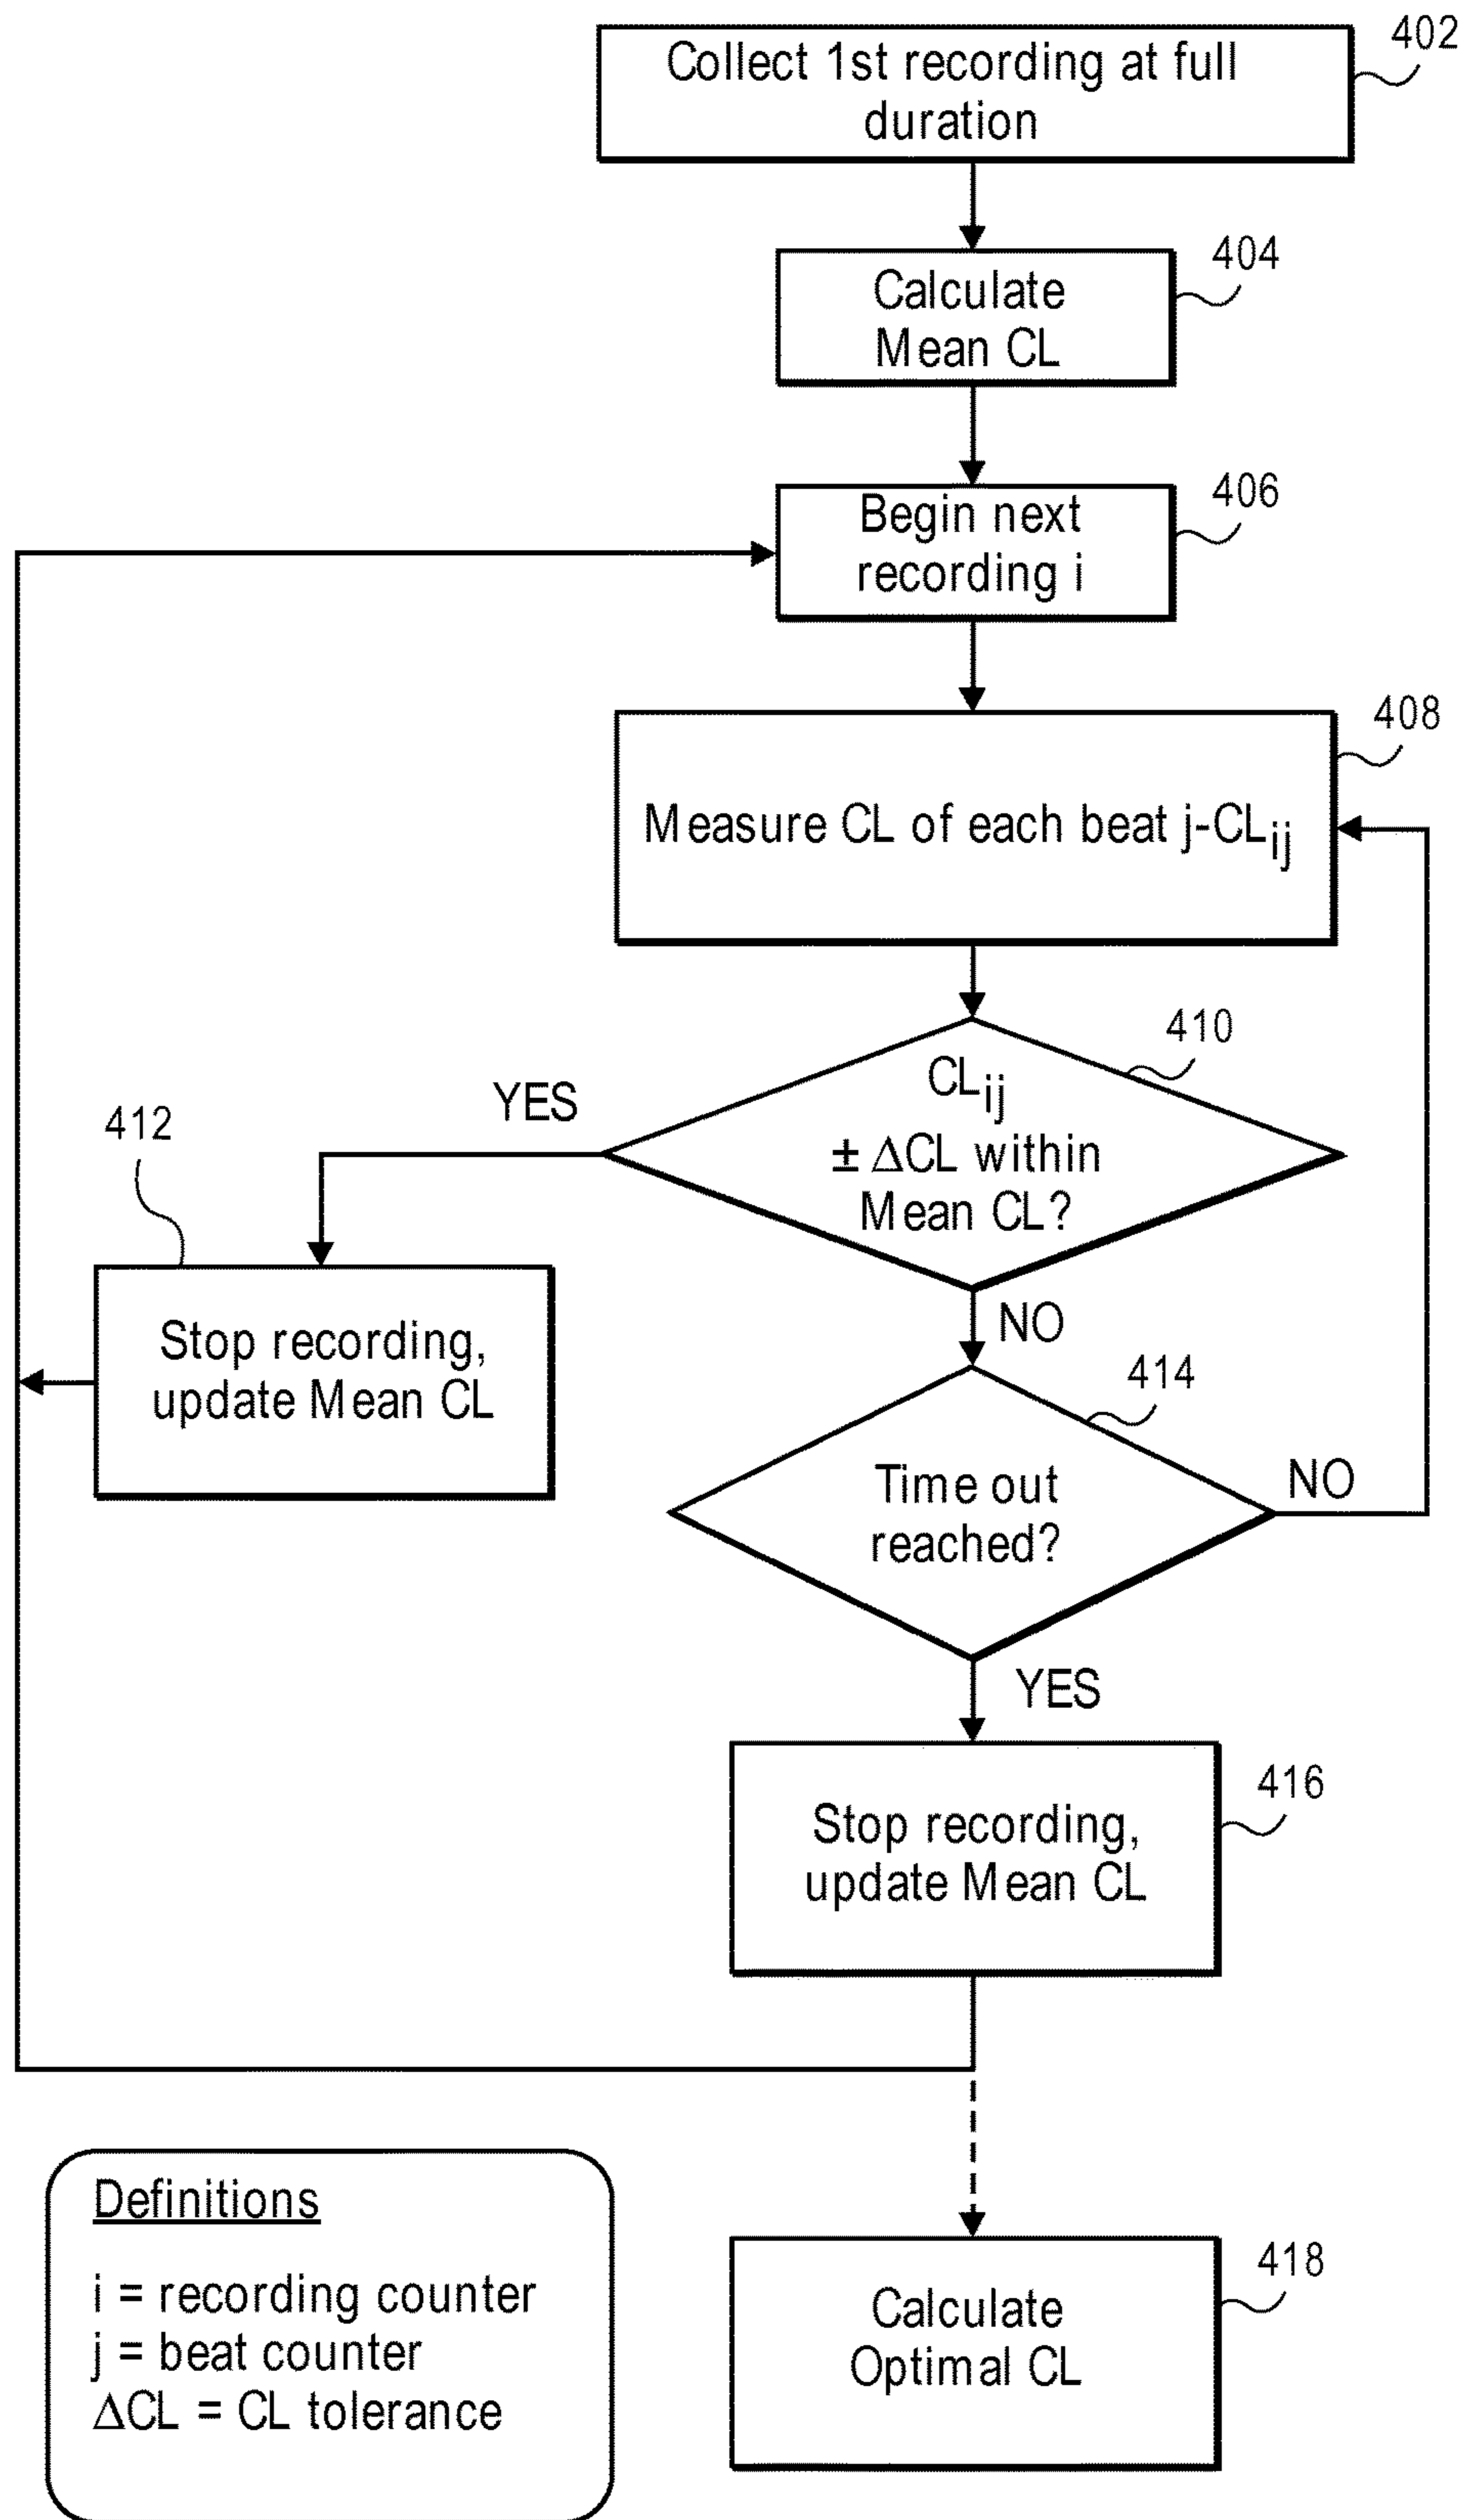 402
Collect 1st recording at full
duration
404
Calculate
Mean CL
406
Begin next
recording i
408
Measure CL of each beat j-CLij
410
CLij
± ΔCL within
Mean CL?
YES
412
NO
Stop recording,
update Mean CL
414
Time out
reached?
NO
YES
416
Stop recording,
update Mean CL
Definitions
i = recording counter
j = beat counter
ΔCL = CL tolerance
418
Calculate
Optimal CL